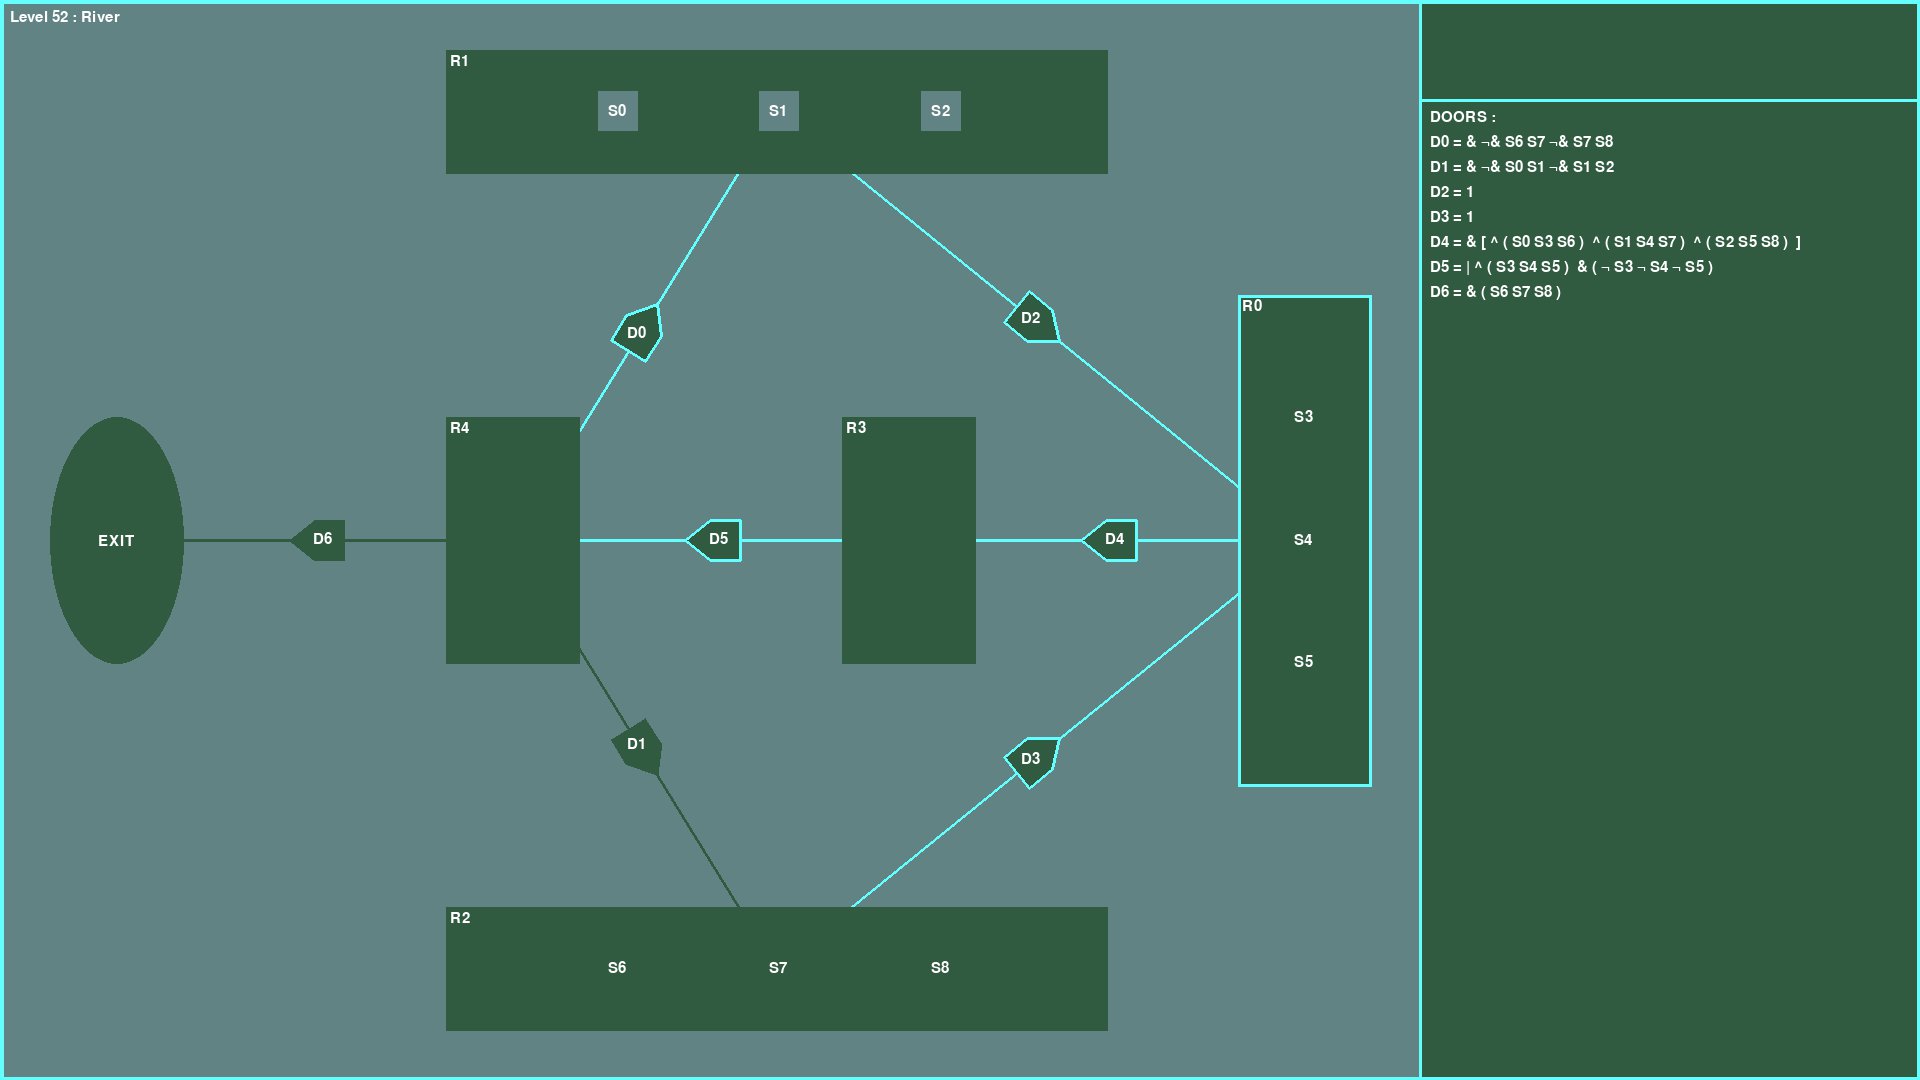 Level 52 : River
R1
S0
S1
S2
DOORS :
D0 = & ¬& S6 S7 ¬& S7 S8
D1 = & ¬& S0 S1 ¬& S1 S2
D2 = 1
D3 = 1
D4 = & [ ^ ( S0 S3 S6 )  ^ ( S1 S4 S7 )  ^ ( S2 S5 S8 )  ]
D5 = | ^ ( S3 S4 S5 )  & ( ¬ S3 ¬ S4 ¬ S5 )
D6 = & ( S6 S7 S8 )
R0
D0
D2
S3
R4
R3
EXIT
D6
D5
D4
S4
S5
D1
D3
R2
S6
S7
S8